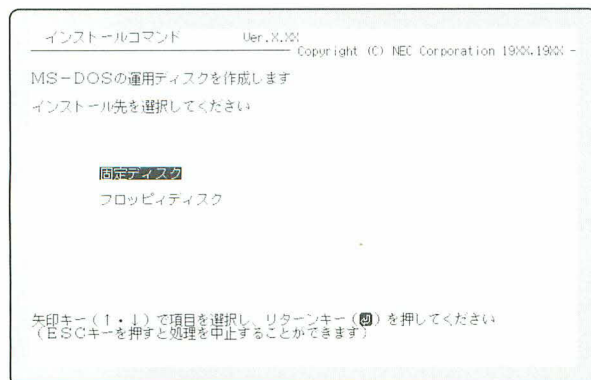 インストールコマンド Ver.X.XX
Copyright (C) NEC Corporation 19XX,19XX
MS-DOSの運用ディスクを作成します
インストール先を選択してください
固定ディスク
フロッピィディスク
矢印キー(↑・↓)で項目を選択し、リターンキー(⏎)を押してください
(ESCキーを押すと処理を中止することができます)